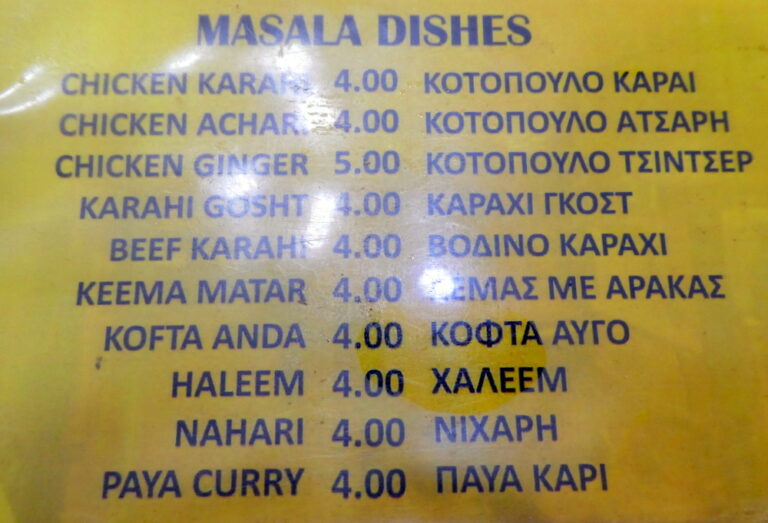 MASALA DISHES
CHICKEN KARAHI 4.00 ΚΟΤΟΠΟΥΛΟ ΚΑΡΑΙ
CHICKEN ACHARI 4.00 ΚΟΤΟΠΟΥΛΟ ΑΤΣΑΡΗ
CHICKEN GINGER 5.00 ΚΟΤΟΠΟΥΛΟ ΤΣΙΝΤΣΕΡ
KARAHI GOSHT 4.00 ΚΑΡΑΧΙ ΓΚΟΣΤ
BEEF KARAHI 4.00 ΒΟΔΙΝΟ ΚΑΡΑΧΙ
KEEMA MATAR 4.00 ΜΕ ΑΡΑΚΑΣ
KOFTA ANDA 4.00 ΚΟΦΤΑ ΑΥΓΟ
HALEEM 4.00 ΧΑΛΕΕΜ
NAHARI 4.00 ΝΙΧΑΡΗ
PAYA CURRY 4.00 ΠΑΥΑ ΚΑΡΙ